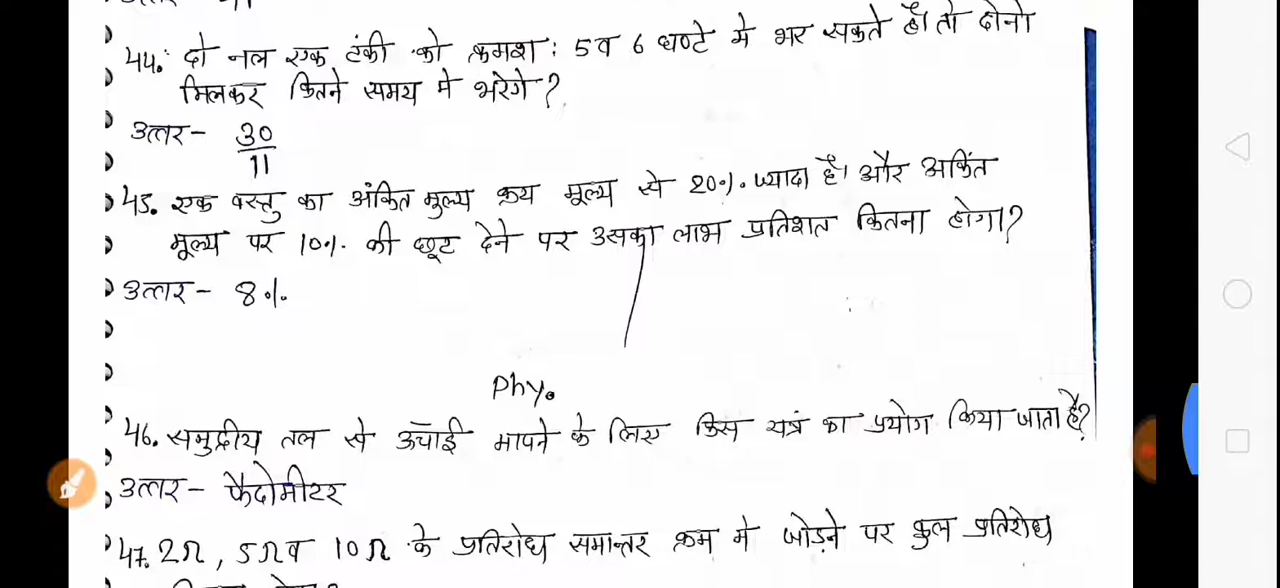 44. दो नल एक टंकी को क्रमश: 5 व 6 घण्टे मे भर सकते है। तो दोनो
मिलकर कितने समय मे भरेगे?
उत्तर- 30/11
45. एक वस्तु का अंकित मुल्य क्रय मूल्य से 20%. ज्यादा है। और अकिंत
मूल्य पर 10%. की छूट देने पर उसका लाभ प्रतिशत कितना होगा?
उत्तर- 8%.
Phy.
46. समुद्रीय तल से ऊँचाई मापने के लिए किस यत्रं का प्रयोग किया जाता है?
उत्तर- फैदोमीटर
47. 2Ω, 5Ω व 10Ω के प्रतिरोध समान्तर क्रम मे जोड़ने पर कुल प्रतिरोध